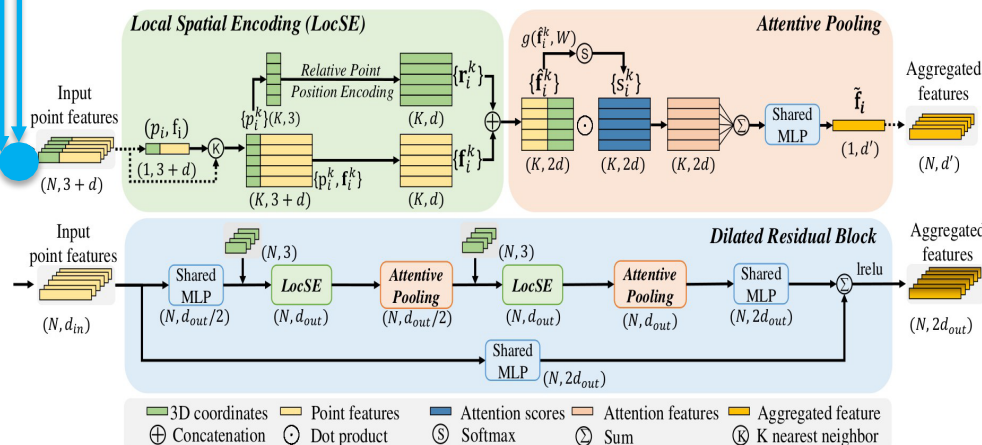 Local Spatial Encoding (LocSE)
Attentive Pooling
Input
point features
(N, 3 + d)
(p_i, f_i)
(1, 3 + d)
K
{p_i^k}(K, 3)
Relative Point
Position Encoding
{r_i^k}
(K, d)
{p_i^k, f_i^k}
(K, 3 + d)
{f_i^k}
(K, d)
g(f̂_i^k, W)
S
{f̂_i^k}
{s_i^k}
(K, 2d)
(K, 2d)
(K, 2d)
Σ
Shared
MLP
f̃_i
(1, d′)
Aggregated
features
(N, d′)
Dilated Residual Block
Input
point features
(N, d_in)
Shared
MLP
(N, d_out/2)
(N, 3)
LocSE
(N, d_out)
Attentive
Pooling
(N, d_out/2)
(N, 3)
LocSE
(N, d_out)
Attentive
Pooling
(N, d_out)
Shared
MLP
(N, 2d_out)
Σ
lrelu
Shared
MLP
(N, 2d_out)
Aggregated
features
(N, 2d_out)
3D coordinates Point features Attention scores Attention features Aggregated feature
⊕ Concatenation ⊙ Dot product Ⓢ Softmax Σ Sum Ⓚ K nearest neighbor